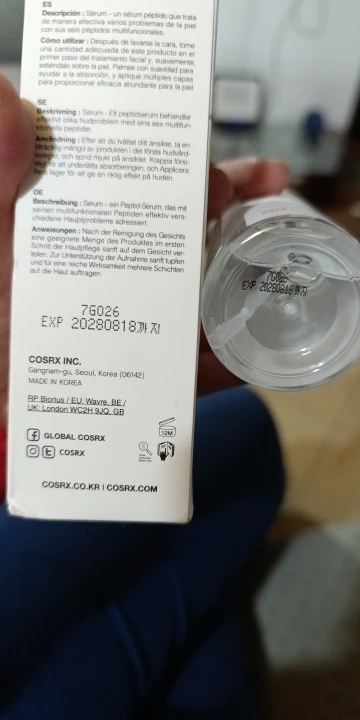 ES
Descripción : Sérum – un sérum péptido que trata
de manera efectiva varios problemas de la piel
con sus seis péptidos multifuncionales.
Cómo utilizar : Después de lavarse la cara, tome
una cantidad adecuada de este producto en el
primer paso del tratamiento facial y, suavemente,
extiéndalo sobre la piel. Palmee con suavidad para
ayudar a la absorción, y aplique múltiples capas
para proporcionar eficacia abundante para la piel
SE
Beskrivning : Serum - Ett peptidserum behandlar
effektivt olika hudproblem med sina sex multifun-
ktionella peptider.
Användning : Efter att du tvättat ditt ansikte, ta en
mängd av produkten i det första hudvård-
och sprid mjukt på ansiktet. Klappa försi-
för att underlätta absorberingen, och Applicera
lager för att ge en riklig effekt på huden.
DE
Beschreibung : Serum - ein Peptid-Serum, das mit
seinen multifunktionalen Peptiden effektiv vers-
chiedene Hautprobleme adressiert.
Anweisungen : Nach der Reinigung des Gesichts
eine geeignete Menge des Produktes im ersten
Schritt der Hautpflege sanft auf dem Gesicht ver-
teilen. Zur Unterstützung der Aufnahme sanft tupfen
und für eine reiche Wirksamkeit mehrere Schichten
auf die Haut auftragen.
7G026
EXP 20280818까지
COSRX INC.
Gangnam-gu, Seoul, Korea (06142)
MADE IN KOREA
RP Biorius / EU: Wavre, BE /
UK: London WC2H 9JQ, GB
GLOBAL COSRX
COSRX
12M
COSRX.CO.KR | COSRX.COM
7G026
EXP 20280818까지